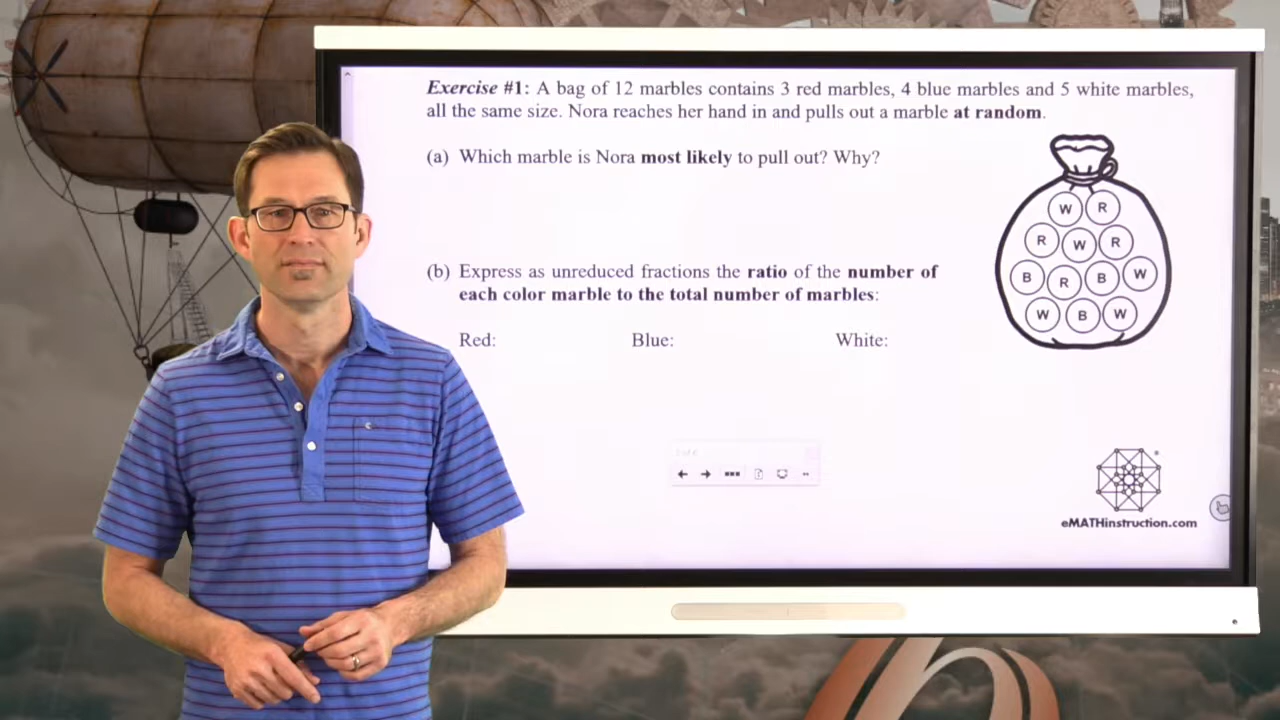 Exercise #1: A bag of 12 marbles contains 3 red marbles, 4 blue marbles and 5 white marbles,
all the same size. Nora reaches her hand in and pulls out a marble at random.
(a) Which marble is Nora most likely to pull out? Why?
W R
R W R
B R B W
W B W
(b) Express as unreduced fractions the ratio of the number of
each color marble to the total number of marbles:
Red: Blue: White:
eMATHinstruction.com